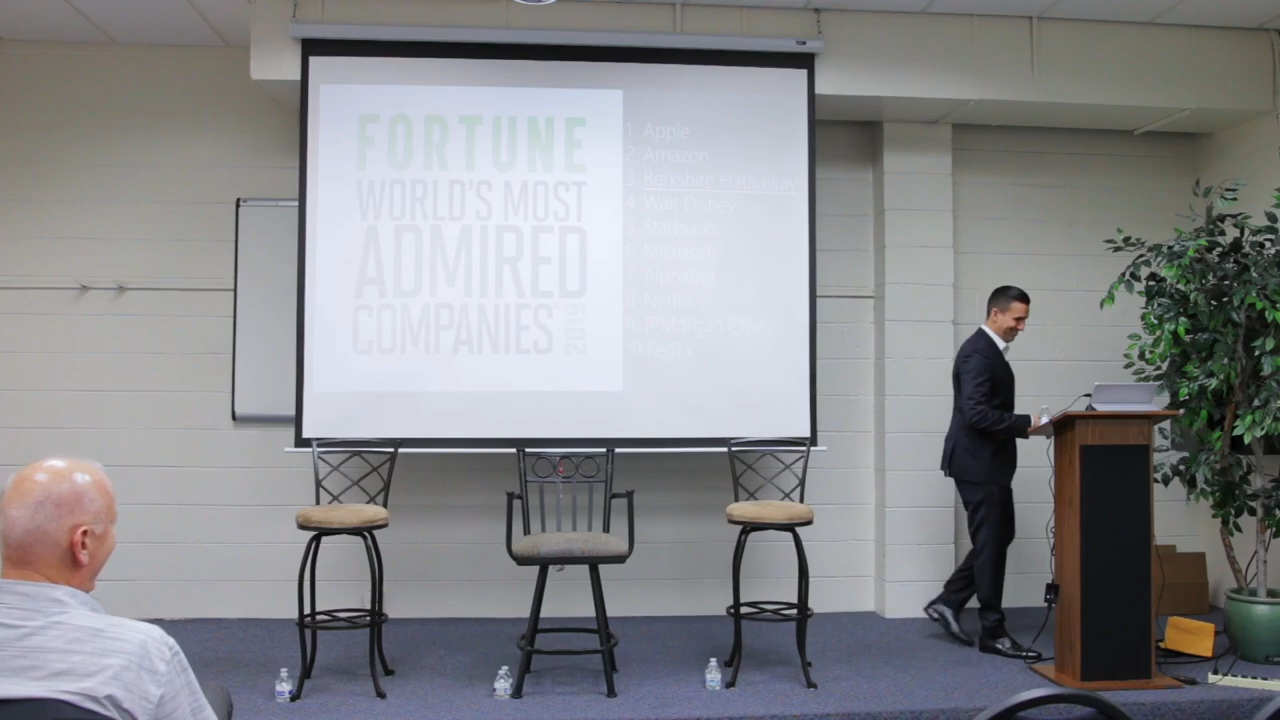 FORTUNE
WORLD'S MOST
ADMIRED
COMPANIES
1. Apple
2. Amazon
3. Berkshire Hathaway
4. Walt Disney
5. Starbucks
6. Microsoft
7. Alphabet
8. Netflix
9. JPMorgan Chase
10. FedEx